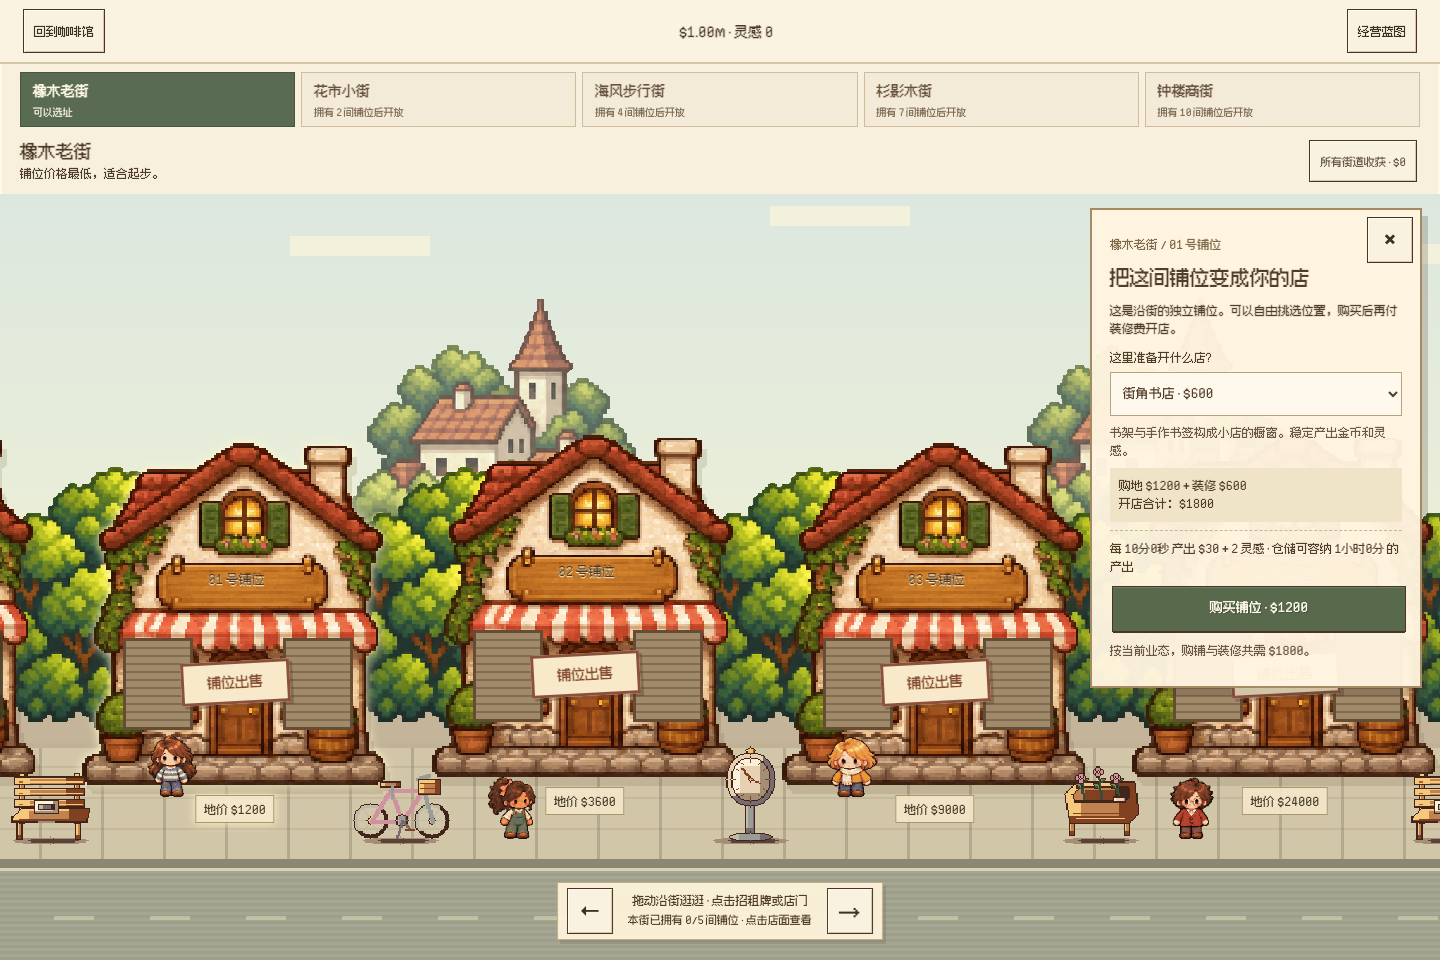 回到咖啡馆
$1.00M · 灵感 0
经营蓝图
橡木老街
可以选址
花市小街
拥有 2 间铺位后开放
海风步行街
拥有 4 间铺位后开放
杉影木街
拥有 7 间铺位后开放
钟楼商街
拥有 10 间铺位后开放
橡木老街
铺位价格最低，适合起步。
所有街道收获 · $0
橡木老街 / 01 号铺位
×
把这间铺位变成你的店
这是沿街的独立铺位。可以自由挑选位置，购买后再付
装修费开店。
这里准备开什么店？
街角书店 · $600
书架与手作书签构成小店的橱窗。稳定产出金币和灵
感。
购地 $1200 + 装修 $600
开店合计：$1800
每 10分0秒 产出 $30 + 2 灵感 · 仓储可容纳 1小时0分 的
产出
购买铺位 · $1200
按当前业态，购铺与装修共需 $1800。
01 号铺位
02 号铺位
03 号铺位
铺位出售
铺位出售
铺位出售
铺位出售
地价 $1200
地价 $3600
地价 $9000
地价 $24000
←
拖动沿街逛逛 · 点击招租牌或店门
本街已拥有 0/5 间铺位 · 点击店面查看
→